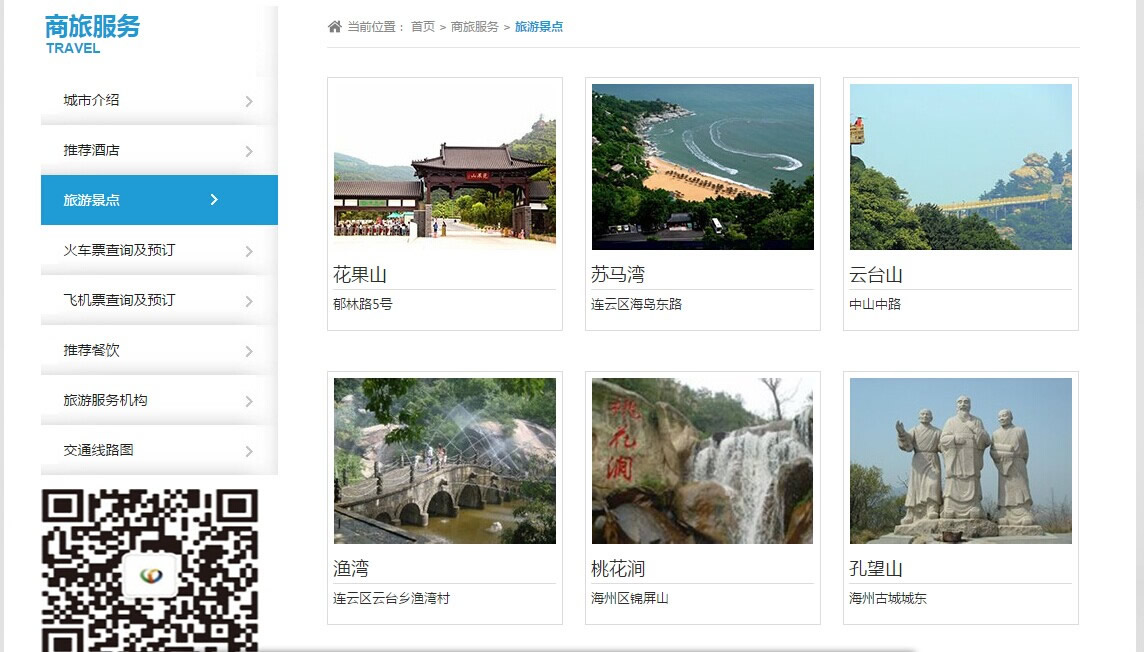 商旅服务
TRAVEL
城市介绍
推荐酒店
旅游景点
火车票查询及预订
飞机票查询及预订
推荐餐饮
旅游服务机构
交通线路图
当前位置： 首页 > 商旅服务 > 旅游景点
花果山
郁林路5号
苏马湾
连云区海岛东路
云台山
中山中路
桃花涧
渔湾
连云区云台乡渔湾村
桃花涧
海州区锦屏山
孔望山
海州古城城东